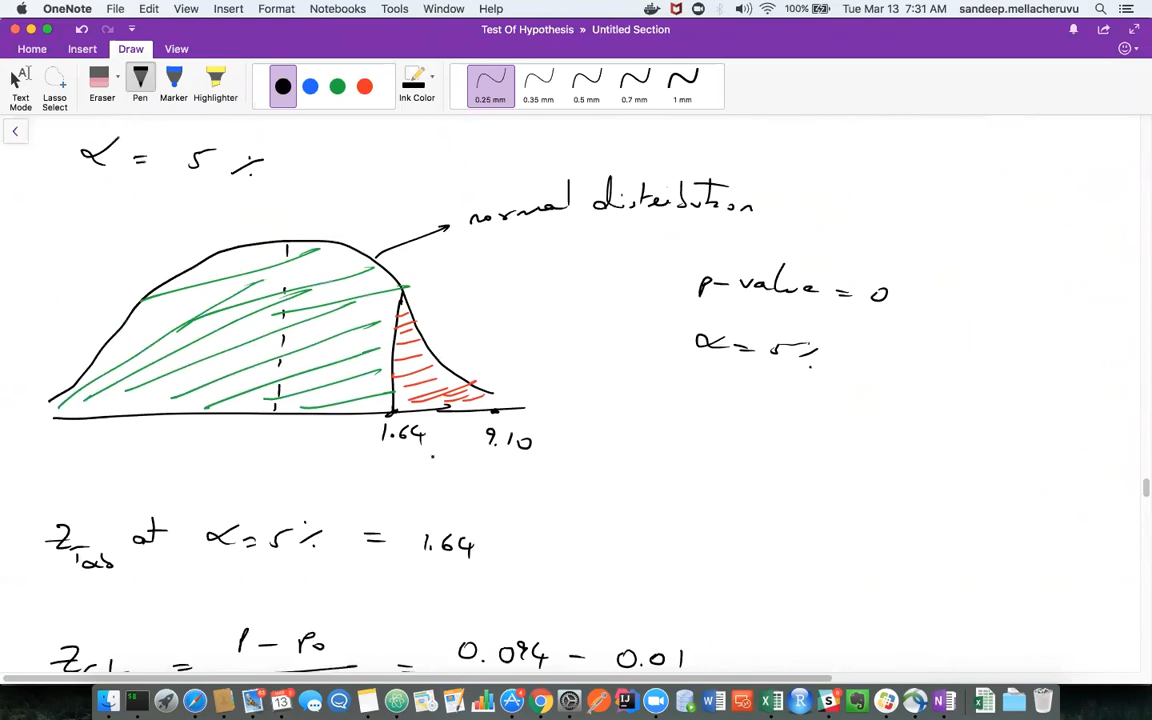 OneNote File Edit View Insert Format Notebooks Tools Window Help 100% Tue Mar 13 7:31 AM sandeep.mellacheruvu
Test Of Hypothesis » Untitled Section
Home Insert Draw View
Text Mode
Lasso Select
Eraser
Pen
Marker
Highlighter
Ink Color
0.25 mm
0.35 mm
0.5 mm
0.7 mm
1 mm
α = 5 %
normal distribution
p-value = 0
α = 5 %
1.64 9.10
Z Tab at α = 5 % = 1.64
= P - P₀ = 0.094 - 0.01